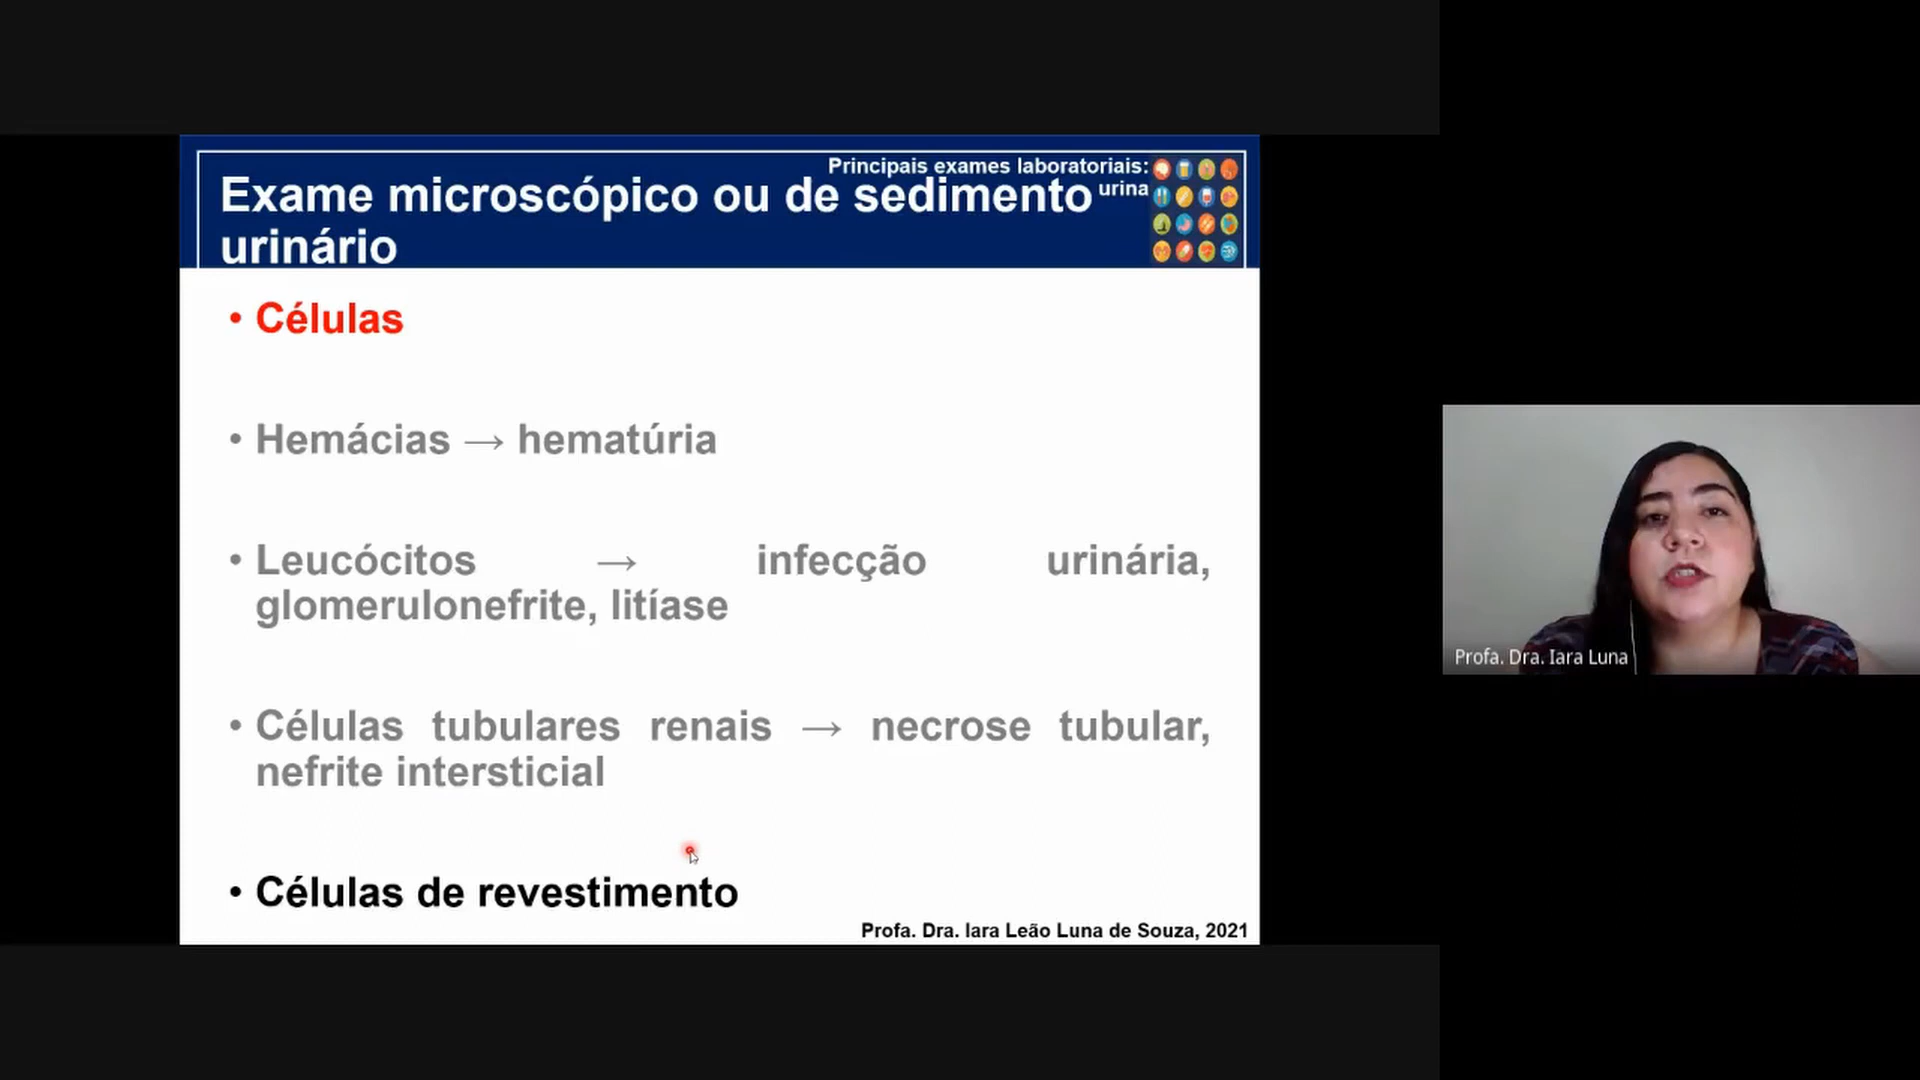 Principais exames laboratoriais:
urina
Exame microscópico ou de sedimento
urinário
• Células
• Hemácias → hematúria
• Leucócitos → infecção urinária,
glomerulonefrite, litíase
• Células tubulares renais → necrose tubular,
nefrite intersticial
• Células de revestimento
Profa. Dra. Iara Leão Luna de Souza, 2021
Profa. Dra. Iara Luna